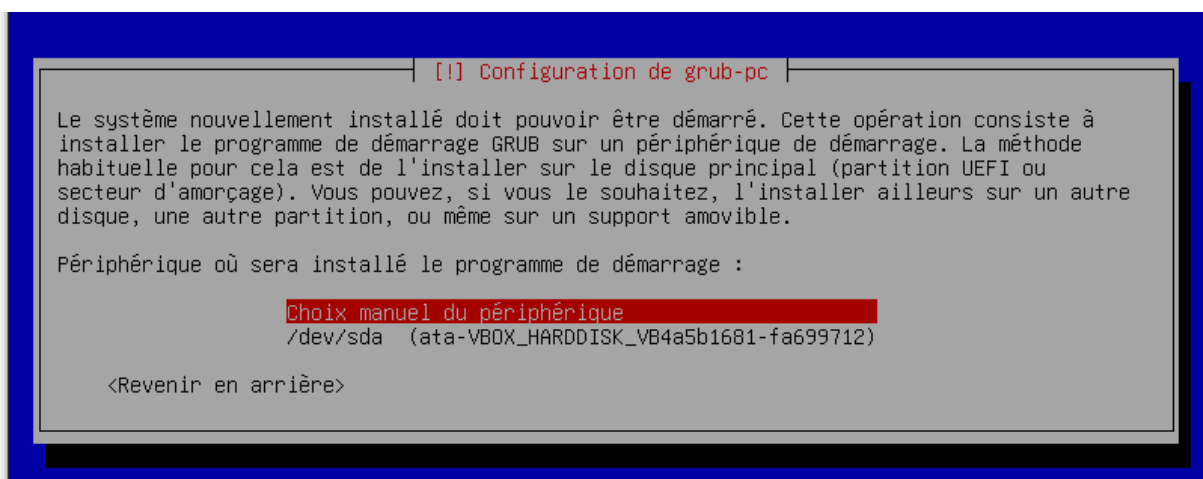 [!] Configuration de grub-pc
Le système nouvellement installé doit pouvoir être démarré. Cette opération consiste à
installer le programme de démarrage GRUB sur un périphérique de démarrage. La méthode
habituelle pour cela est de l'installer sur le disque principal (partition UEFI ou
secteur d'amorçage). Vous pouvez, si vous le souhaitez, l'installer ailleurs sur un autre
disque, une autre partition, ou même sur un support amovible.
Périphérique où sera installé le programme de démarrage :
Choix manuel du périphérique
/dev/sda (ata-VBOX_HARDDISK_VB4a5b1681-fa699712)
<Revenir en arrière>